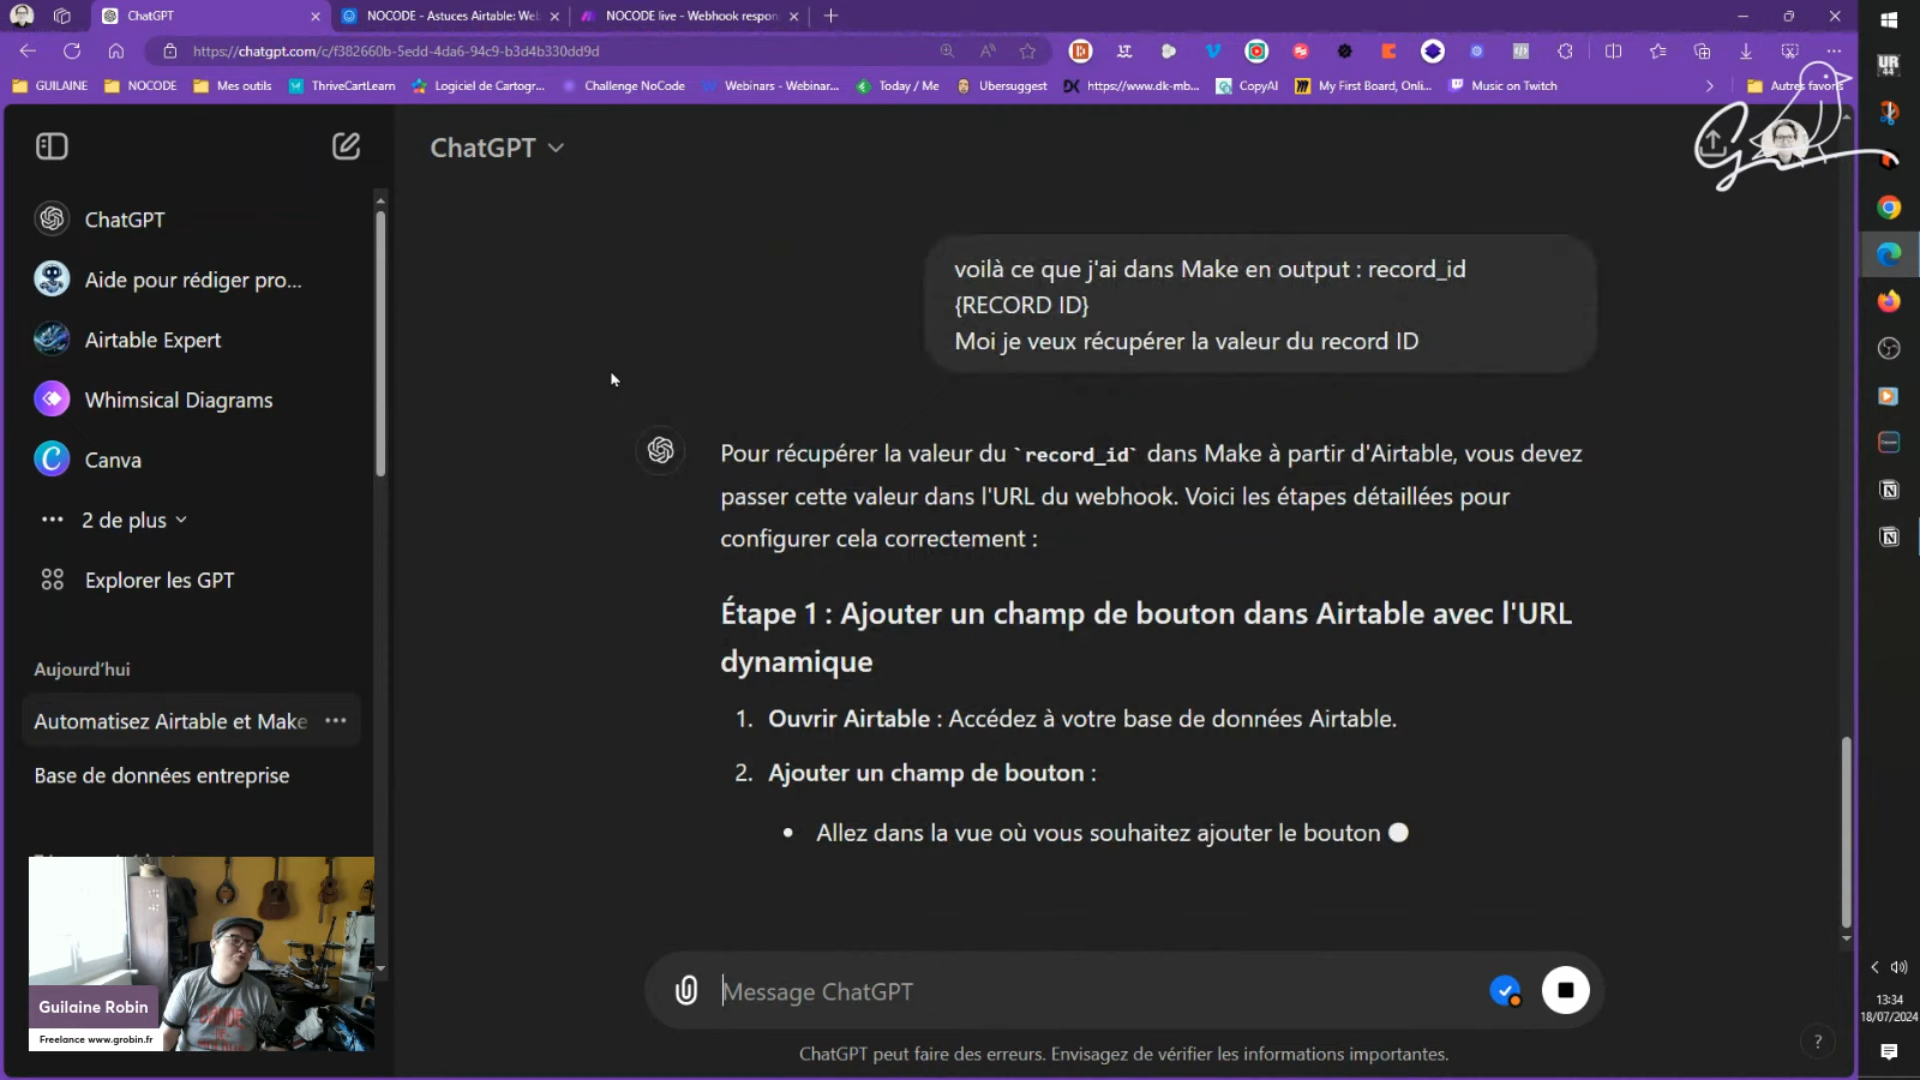 ChatGPT
NOCODE - Astuces Airtable: Wel
NOCODE live - Webhook respon
https://chatgpt.com/c/f382660b-5edd-4da6-94c9-b3d4b330dd9d
GUILAINE
NOCODE
Mes outils
ThriveCartLearn
Logiciel de Cartogr...
Challenge NoCode
Webinars - Webinar...
Today / Me
Ubersuggest
https://www.dk-mb...
CopyAI
My First Board, Onli...
Music on Twitch
Autres favoris
ChatGPT
ChatGPT
Aide pour rédiger pro...
Airtable Expert
Whimsical Diagrams
Canva
2 de plus
Explorer les GPT
Aujourd'hui
Automatisez Airtable et Make
Base de données entreprise
voilà ce que j'ai dans Make en output : record_id
{RECORD ID}
Moi je veux récupérer la valeur du record ID
Pour récupérer la valeur du `record_id` dans Make à partir d'Airtable, vous devez
passer cette valeur dans l'URL du webhook. Voici les étapes détaillées pour
configurer cela correctement :
Étape 1 : Ajouter un champ de bouton dans Airtable avec l'URL
dynamique
1. Ouvrir Airtable : Accédez à votre base de données Airtable.
2. Ajouter un champ de bouton :
• Allez dans la vue où vous souhaitez ajouter le bouton
Message ChatGPT
ChatGPT peut faire des erreurs. Envisagez de vérifier les informations importantes.
?
Guilaine Robin
Freelance www.grobin.fr
UR
44
13:34
18/07/2024